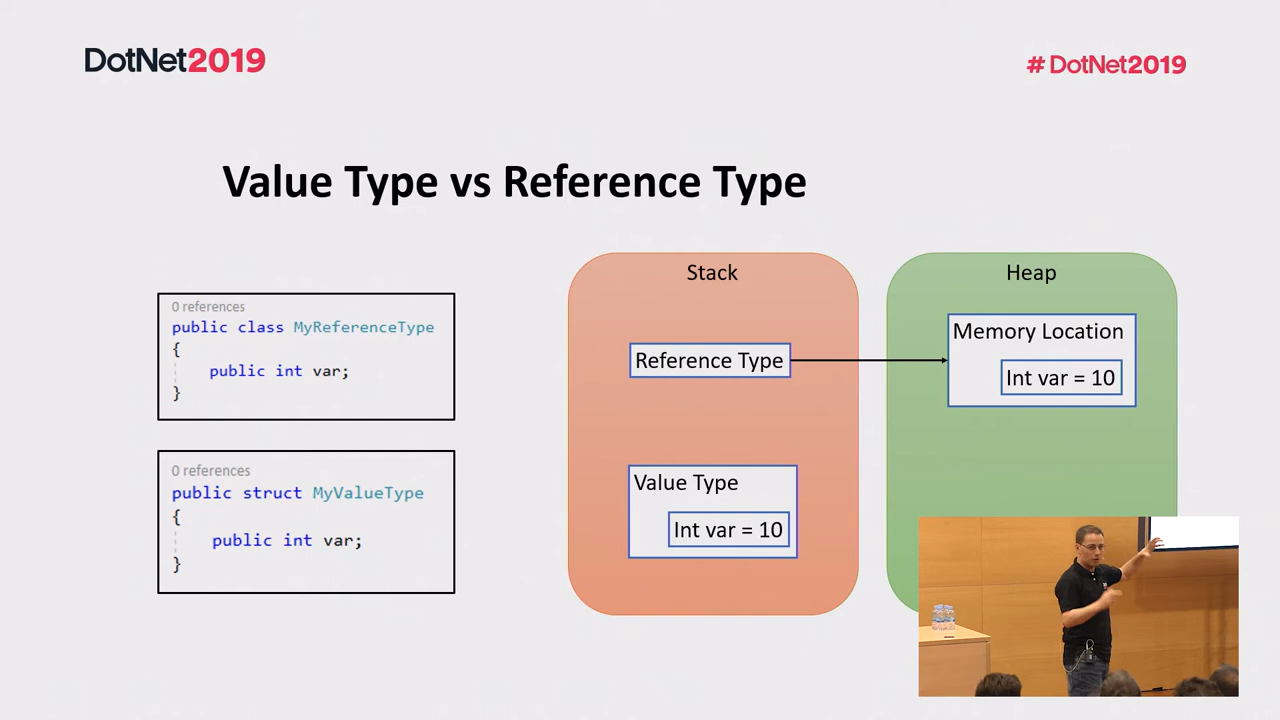 DotNet2019
# DotNet2019
Value Type vs Reference Type
0 references
public class MyReferenceType
{
public int var;
}
0 references
public struct MyValueType
{
public int var;
}
Stack
Reference Type
Value Type
Int var = 10
Heap
Memory Location
Int var = 10